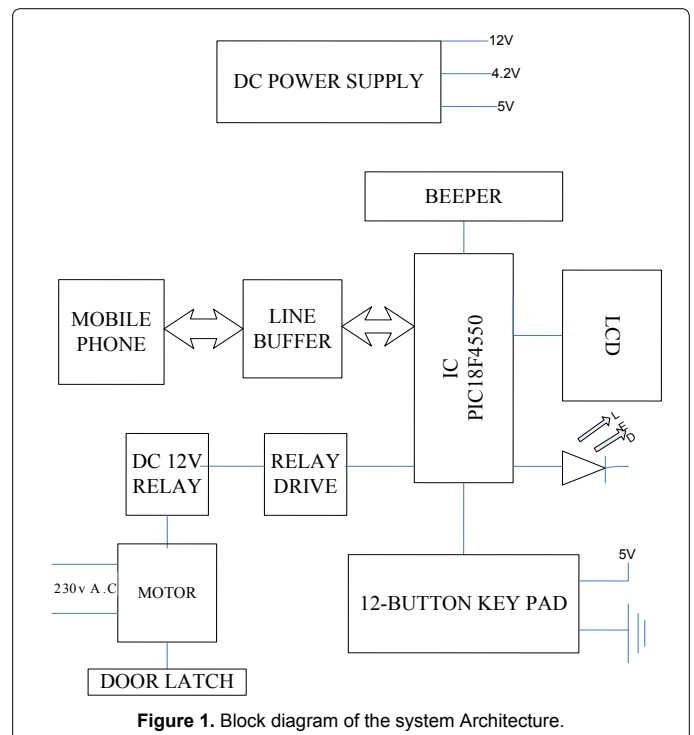 12V
DC POWER SUPPLY
4.2V
5V
BEEPER
MOBILE
PHONE
LINE
BUFFER
IC
PIC18F4550
LCD
LED
DC 12V
RELAY
RELAY
DRIVE
5V
230v A.C
MOTOR
12-BUTTON KEY PAD
DOOR LATCH
Figure 1. Block diagram of the system Architecture.